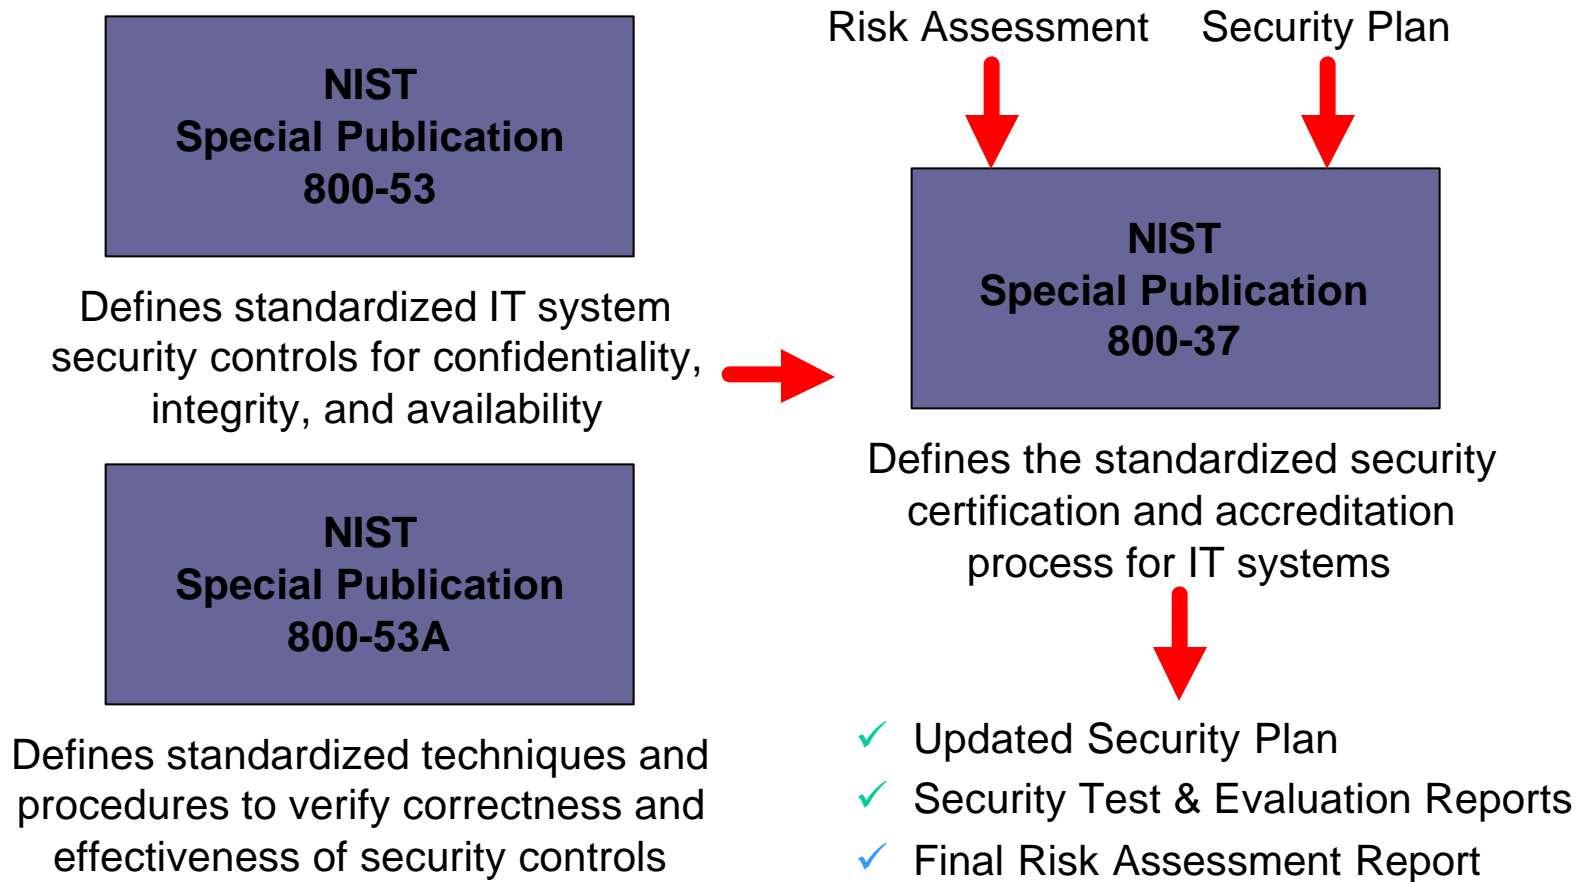 NIST
Special Publication
800-53
Defines standardized IT system
security controls for confidentiality,
integrity, and availability
NIST
Special Publication
800-53A
Defines standardized techniques and
procedures to verify correctness and
effectiveness of security controls
Risk Assessment
Security Plan
NIST
Special Publication
800-37
Defines the standardized security
certification and accreditation
process for IT systems
✓ Updated Security Plan
✓ Security Test & Evaluation Reports
✓ Final Risk Assessment Report